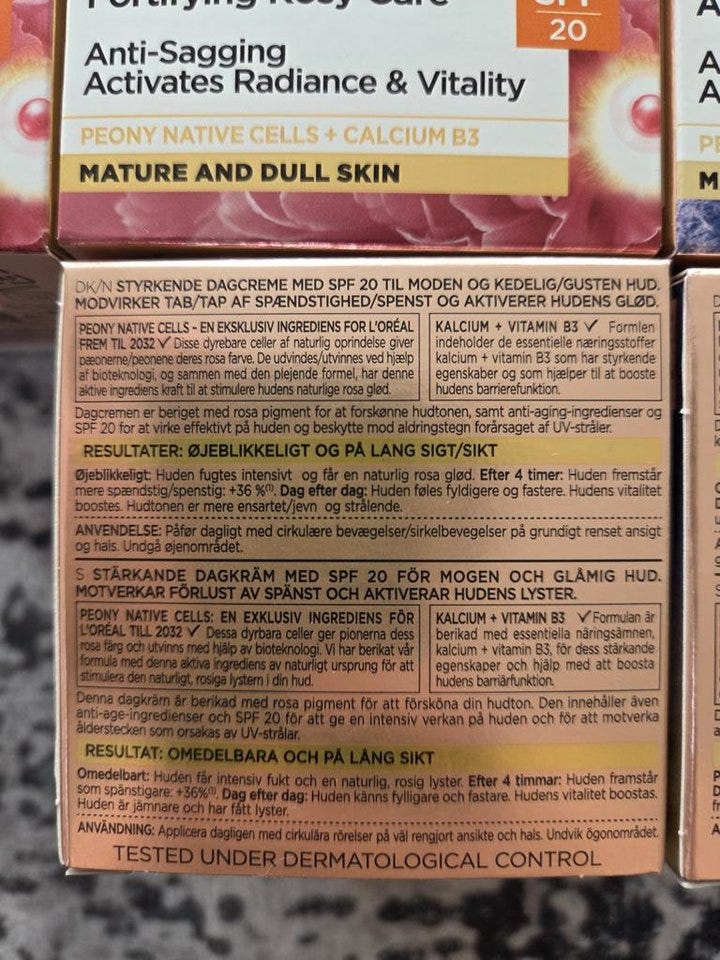 Fortifying Rosy Care
SPF
20
Anti-Sagging
Activates Radiance & Vitality
PEONY NATIVE CELLS + CALCIUM B3
MATURE AND DULL SKIN
DK/N STYRKENDE DAGCREME MED SPF 20 TIL MODEN OG KEDELIG/GUSTEN HUD.
MODVIRKER TAB/TAP AF SPÆNDSTIGHED/SPENST OG AKTIVERER HUDENS GLØD.
PEONY NATIVE CELLS - EN EKSKLUSIV INGREDIENS FOR L'ORÉAL
FREM TIL 2032 ✓ Disse dyrebare celler af naturlig oprindelse giver
pæonerne/peonene deres rosa farve. De udvindes/utvinnes ved hjælp
af bioteknologi, og sammen med den plejende formel, har denne
aktive ingrediens kraft til at stimulere hudens naturlige rosa glød.
KALCIUM + VITAMIN B3 ✓ Formlen
indeholder de essentielle næringsstoffer
kalcium + vitamin B3 som har styrkende
egenskaber og som hjælper til at booste
hudens barrierefunktion.
Dagcremen er beriget med rosa pigment for at forskønne hudtonen, samt anti-aging-ingredienser og
SPF 20 for at virke effektivt på huden og beskytte mod aldringstegn forårsaget af UV-stråler.
RESULTATER: ØJEBLIKKELIGT OG PÅ LANG SIGT/SIKT
Øjeblikkeligt: Huden fugtes intensivt og får en naturlig rosa glød. Efter 4 timer: Huden fremstår
mere spændstig/spenstig: +36 %⁽¹⁾. Dag efter dag: Huden føles fyldigere og fastere. Hudens vitalitet
boostes. Hudtonen er mere ensartet/jevn og strålende.
ANVENDELSE: Påfør dagligt med cirkulære bevægelser/sirkelbevegelser på grundigt renset ansigt
og hals. Undgå øjenområdet.
S STÄRKANDE DAGKRÄM MED SPF 20 FÖR MOGEN OCH GLÅMIG HUD.
MOTVERKAR FÖRLUST AV SPÄNST OCH AKTIVERAR HUDENS LYSTER.
PEONY NATIVE CELLS: EN EXKLUSIV INGREDIENS FÖR
L'ORÉAL TILL 2032 ✓ Dessa dyrbara celler ger pionerna dess
rosa färg och utvinns med hjälp av bioteknologi. Vi har berikat vår
formula med denna aktiva ingrediens av naturligt ursprung för att
stimulera den naturligt, rosiga lystern i din hud.
KALCIUM + VITAMIN B3 ✓ Formulan är
berikad med essentiella näringsämnen,
kalcium + vitamin B3, för dess stärkande
egenskaper och hjälp med att boosta
hudens barriärfunktion.
Denna dagkräm är berikad med rosa pigment för att försköna din hudton. Den innehåller även
anti-age-ingredienser och SPF 20 för att ge en intensiv verkan på huden och för att motverka
ålderstecken som orsakas av UV-strålar.
RESULTAT: OMEDELBARA OCH PÅ LÅNG SIKT
Omedelbart: Huden får intensiv fukt och en naturlig, rosig lyster. Efter 4 timmar: Huden framstår
som spänstigare: +36%⁽¹⁾. Dag efter dag: Huden känns fylligare och fastare. Hudens vitalitet boostas.
Huden är jämnare och har fått lyster.
ANVÄNDNING: Applicera dagligen med cirkulära rörelser på väl rengjort ansikte och hals. Undvik ögonområdet.
TESTED UNDER DERMATOLOGICAL CONTROL